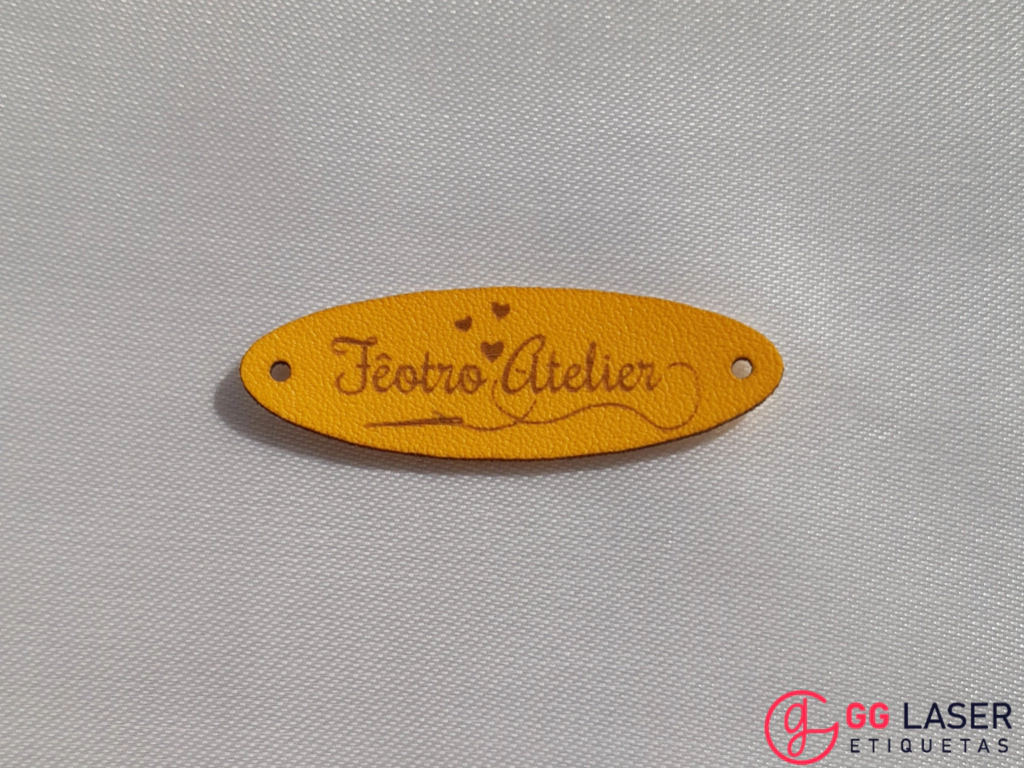 Fêotro Atelier
GG LASER
ETIQUETAS